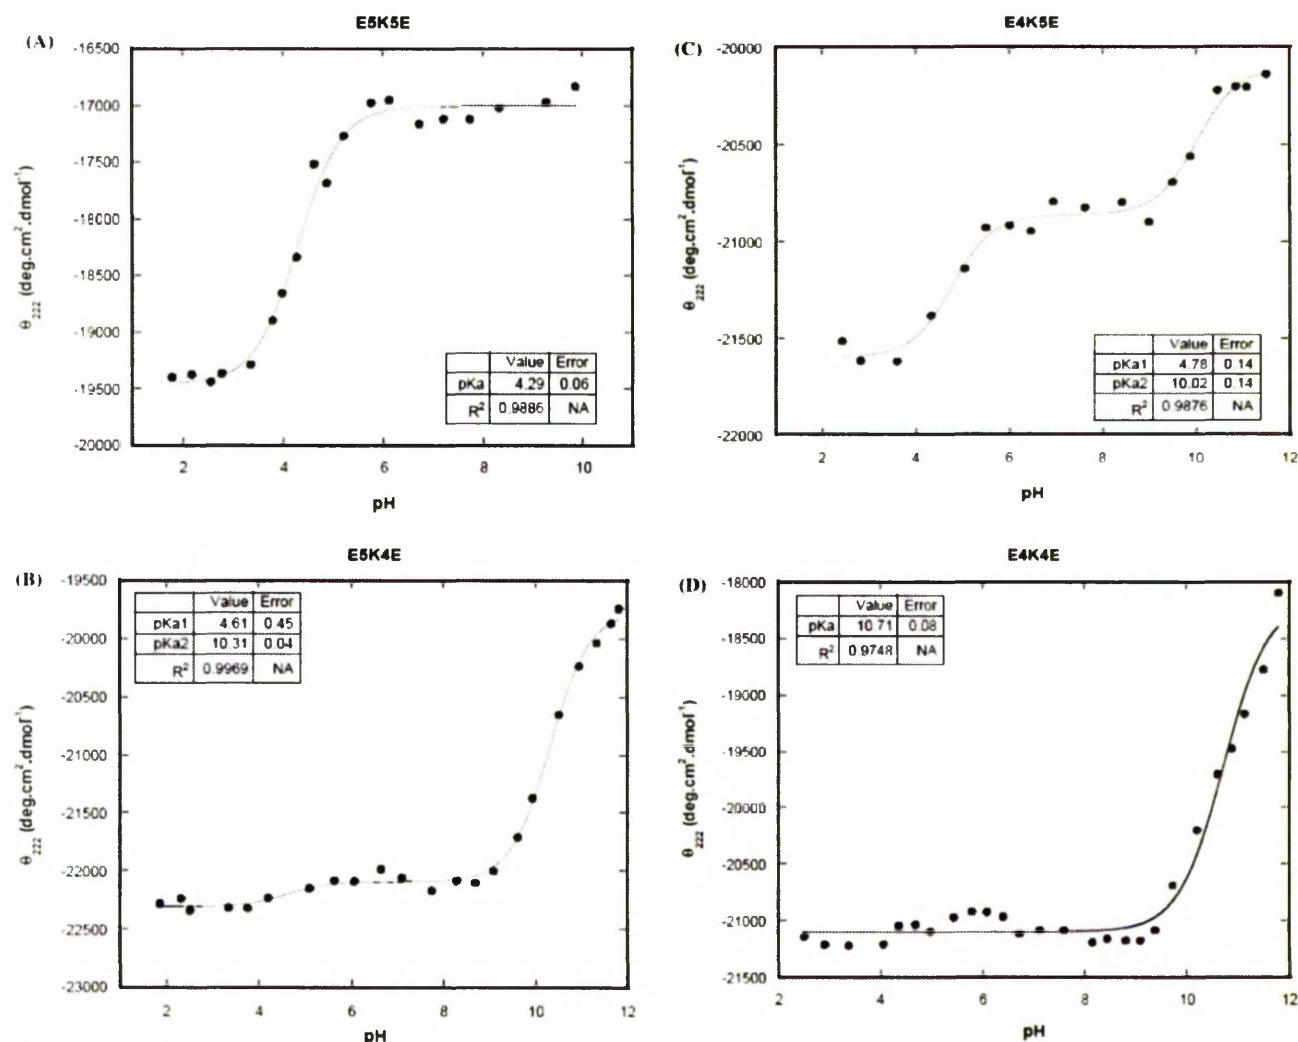 E5K5E
(A)
-16500
-17000
-17500
-18000
-18500
-19000
-19500
-20000
θ222 (deg.cm2.dmol-1)
Value Error
pKa 4.29 0.06
R2 0.9886 NA
2 4 6 8 10
pH
E4K5E
(C)
-20000
-20500
-21000
-21500
-22000
θ222 (deg.cm2.dmol-1)
Value Error
pKa1 4.78 0.14
pKa2 10.02 0.14
R2 0.9876 NA
2 4 6 8 10 12
pH
E5K4E
(B)
-19500
-20000
-20500
-21000
-21500
-22000
-22500
-23000
θ222 (deg.cm2.dmol-1)
Value Error
pKa1 4.61 0.45
pKa2 10.31 0.04
R2 0.9969 NA
2 4 6 8 10 12
pH
E4K4E
(D)
-18000
-18500
-19000
-19500
-20000
-20500
-21000
-21500
θ222 (deg.cm2.dmol-1)
Value Error
pKa 10.71 0.08
R2 0.9748 NA
2 4 6 8 10 12
pH